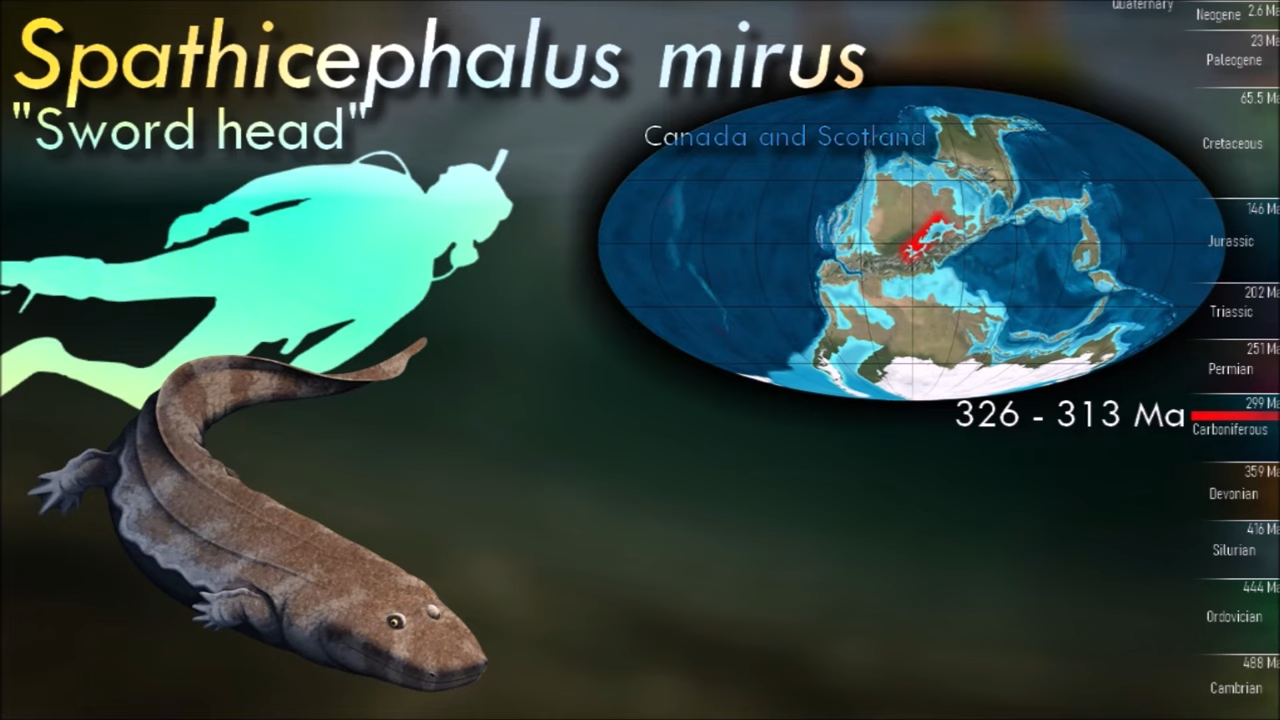 Spathicephalus mirus
"Sword head"
Canada and Scotland
326 - 313 Ma
Quaternary
2.6 Ma
Neogene
23 Ma
Paleogene
65.5 Ma
Cretaceous
146 Ma
Jurassic
202 Ma
Triassic
251 Ma
Permian
299 Ma
Carboniferous
359 Ma
Devonian
416 Ma
Silurian
444 Ma
Ordovician
488 Ma
Cambrian